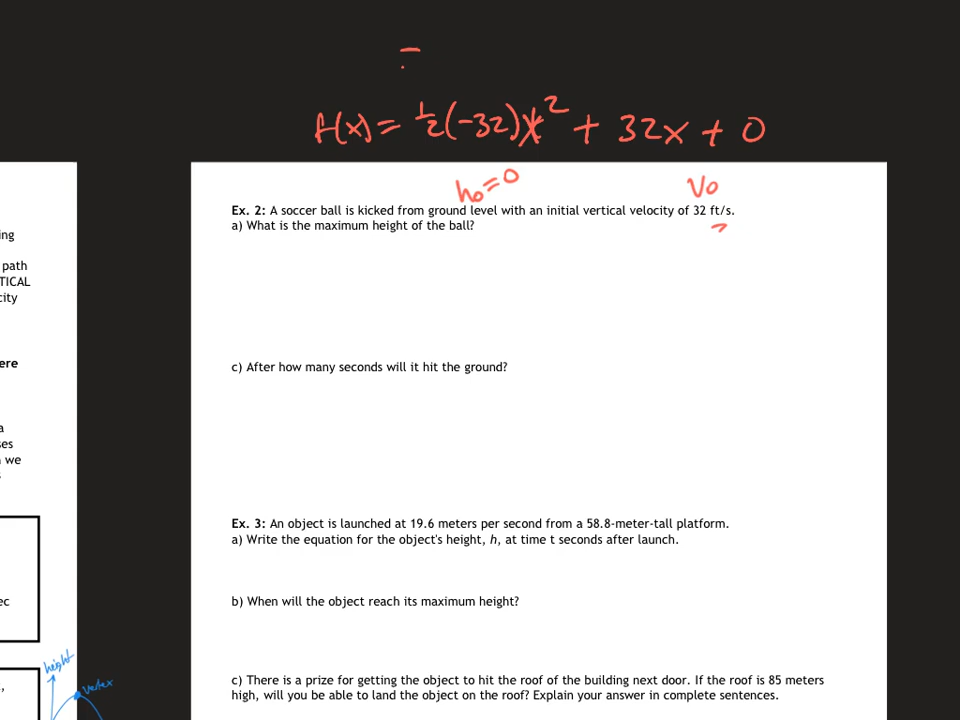 f(x) = 1/2(-32)x² + 32x + 0
h₀=0
V₀
ing
Ex. 2: A soccer ball is kicked from ground level with an initial vertical velocity of 32 ft/s.
a) What is the maximum height of the ball?
path
TICAL
city
ere
c) After how many seconds will it hit the ground?
a
ses
we
Ex. 3: An object is launched at 19.6 meters per second from a 58.8-meter-tall platform.
a) Write the equation for the object's height, h, at time t seconds after launch.
ec
b) When will the object reach its maximum height?
height
vertex
c) There is a prize for getting the object to hit the roof of the building next door. If the roof is 85 meters
high, will you be able to land the object on the roof? Explain your answer in complete sentences.